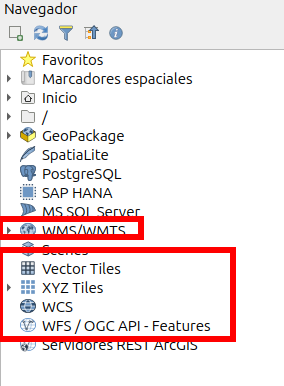 Navegador
Favoritos
Marcadores espaciales
Inicio
/
GeoPackage
SpatiaLite
PostgreSQL
SAP HANA
MS SQL Server
WMS/WMTS
Scenes
Vector Tiles
XYZ Tiles
WCS
WFS / OGC API - Features
Servidores REST ArcGIS